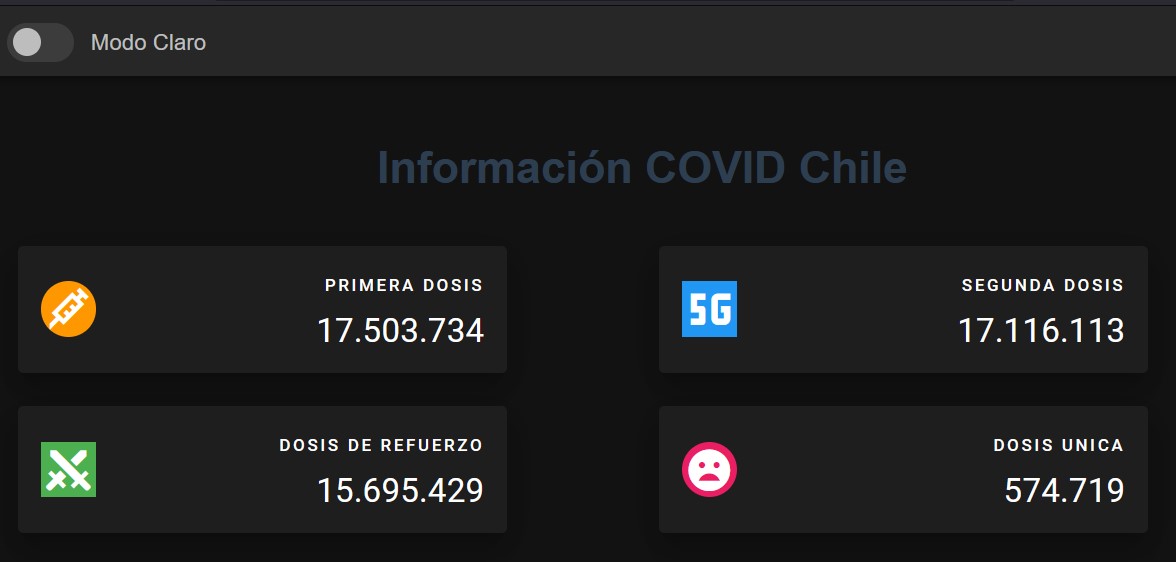 Modo Claro
Información COVID Chile
PRIMERA DOSIS
17.503.734
5G
SEGUNDA DOSIS
17.116.113
DOSIS DE REFUERZO
15.695.429
DOSIS UNICA
574.719